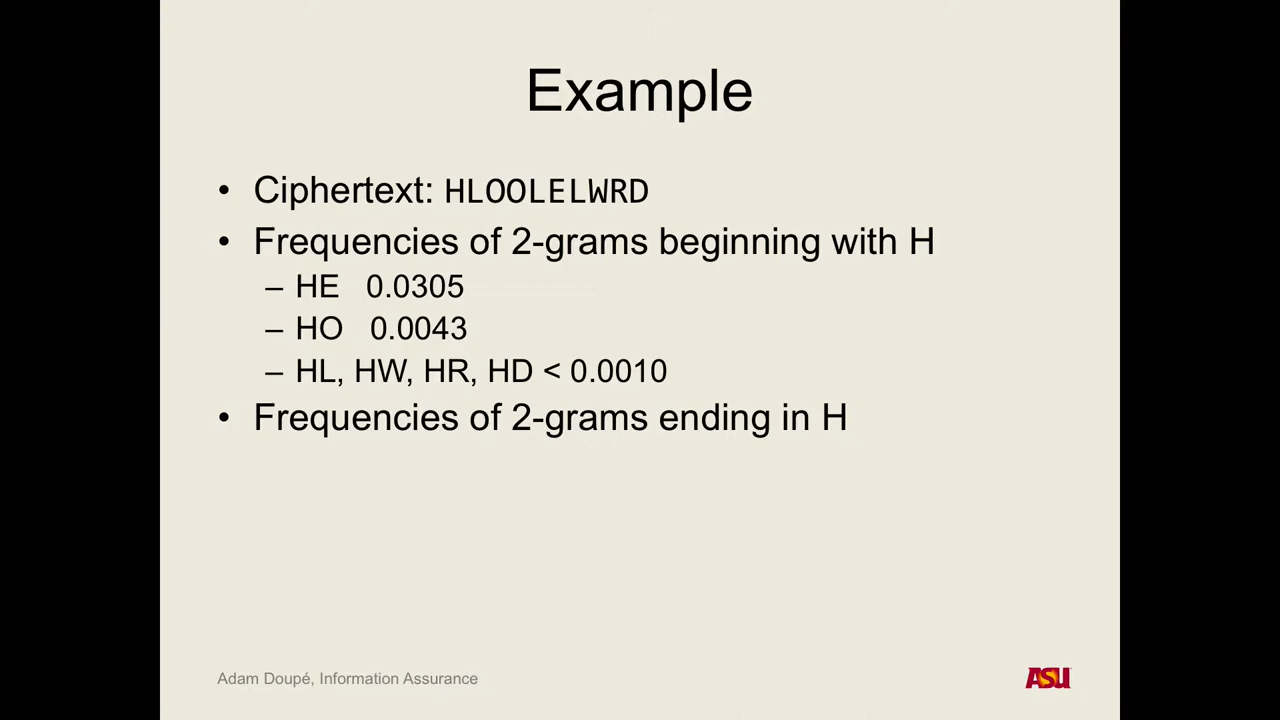 Example
• Ciphertext: HLOOLELWRD
• Frequencies of 2-grams beginning with H
– HE 0.0305
– HO 0.0043
– HL, HW, HR, HD < 0.0010
• Frequencies of 2-grams ending in H
Adam Doupé, Information Assurance
ASU